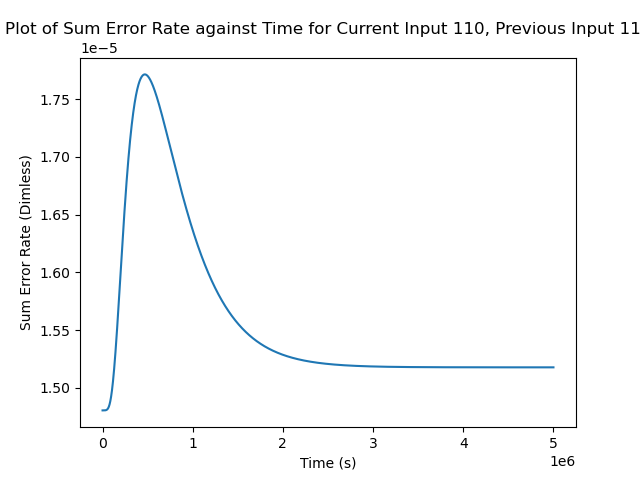 Plot of Sum Error Rate against Time for Current Input 110, Previous Input 11
1e−5
1.75
1.70
1.65
1.60
1.55
1.50
Sum Error Rate (Dimless)
0 1 2 3 4 5
1e6
Time (s)